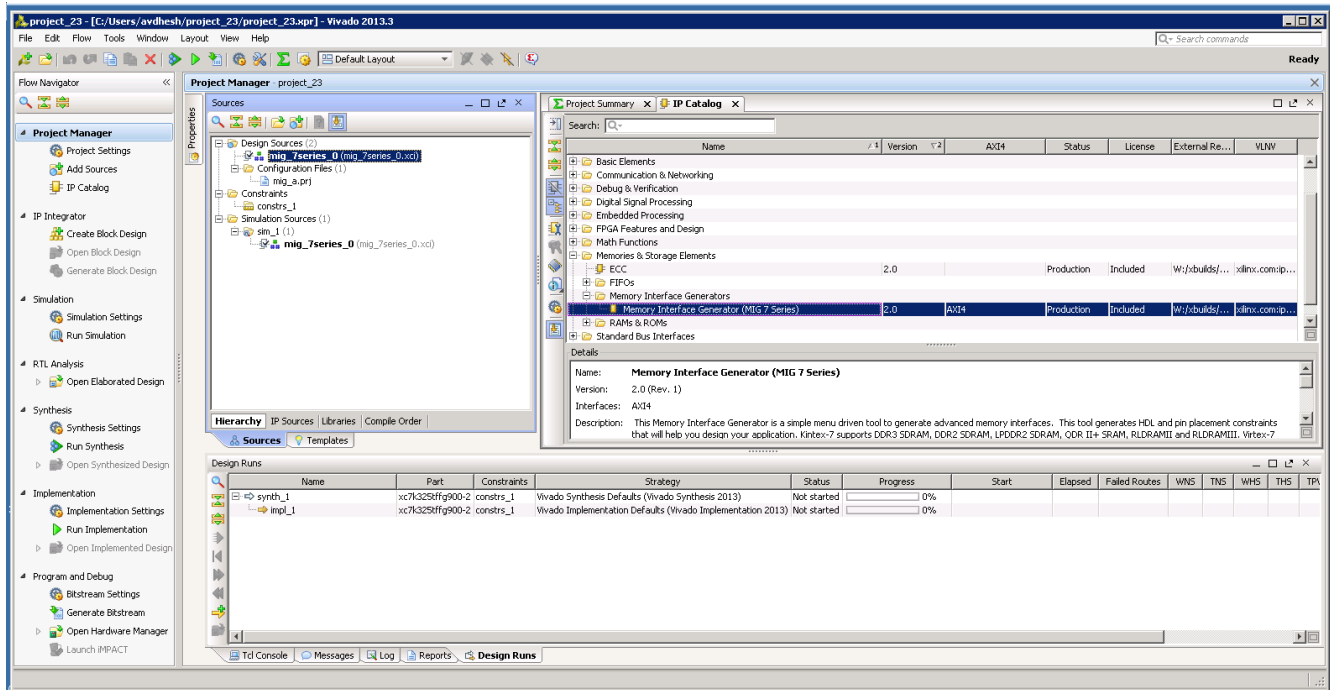 project_23 - [C:/Users/avdhesh/project_23/project_23.xpr] - Vivado 2013.3
File Edit Flow Tools Window Layout View Help
Search commands
Default Layout
Ready
Flow Navigator
Project Manager
Project Settings
Add Sources
IP Catalog
IP Integrator
Create Block Design
Open Block Design
Generate Block Design
Simulation
Simulation Settings
Run Simulation
RTL Analysis
Open Elaborated Design
Synthesis
Synthesis Settings
Run Synthesis
Open Synthesized Design
Implementation
Implementation Settings
Run Implementation
Open Implemented Design
Program and Debug
Bitstream Settings
Generate Bitstream
Open Hardware Manager
Launch iMPACT
Project Manager - project_23
Properties
Sources
Design Sources (2)
mig_7series_0 (mig_7series_0.xci)
Configuration Files (1)
mig_a.prj
Constraints
constrs_1
Simulation Sources (1)
sim_1 (1)
mig_7series_0 (mig_7series_0.xci)
Hierarchy IP Sources Libraries Compile Order
Sources Templates
Project Summary IP Catalog
Search:
Name 1 Version 2 AXI4 Status License External Re... VLNV
Basic Elements
Communication & Networking
Debug & Verification
Digital Signal Processing
Embedded Processing
FPGA Features and Design
Math Functions
Memories & Storage Elements
ECC 2.0 Production Included W:/xbuilds/... xilinx.com:ip...
FIFOs
Memory Interface Generators
Memory Interface Generator (MIG 7 Series) 2.0 AXI4 Production Included W:/xbuilds/... xilinx.com:ip...
RAMs & ROMs
Standard Bus Interfaces
Details
Name: Memory Interface Generator (MIG 7 Series)
Version: 2.0 (Rev. 1)
Interfaces: AXI4
Description: This Memory Interface Generator is a simple menu driven tool to generate advanced memory interfaces. This tool generates HDL and pin placement constraints
that will help you design your application. Kintex-7 supports DDR3 SDRAM, DDR2 SDRAM, LPDDR2 SDRAM, QDR II+ SRAM, RLDRAMII and RLDRAMIII. Virtex-7
Design Runs
Name Part Constraints Strategy Status Progress Start Elapsed Failed Routes WNS TNS WHS THS TPV
synth_1 xc7k325tffg900-2 constrs_1 Vivado Synthesis Defaults (Vivado Synthesis 2013) Not started 0%
impl_1 xc7k325tffg900-2 constrs_1 Vivado Implementation Defaults (Vivado Implementation 2013) Not started 0%
Tcl Console Messages Log Reports Design Runs